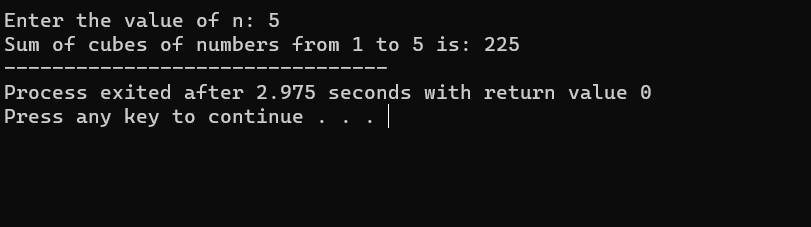 Enter the value of n: 5
Sum of cubes of numbers from 1 to 5 is: 225
--------------------------------
Process exited after 2.975 seconds with return value 0
Press any key to continue . . .